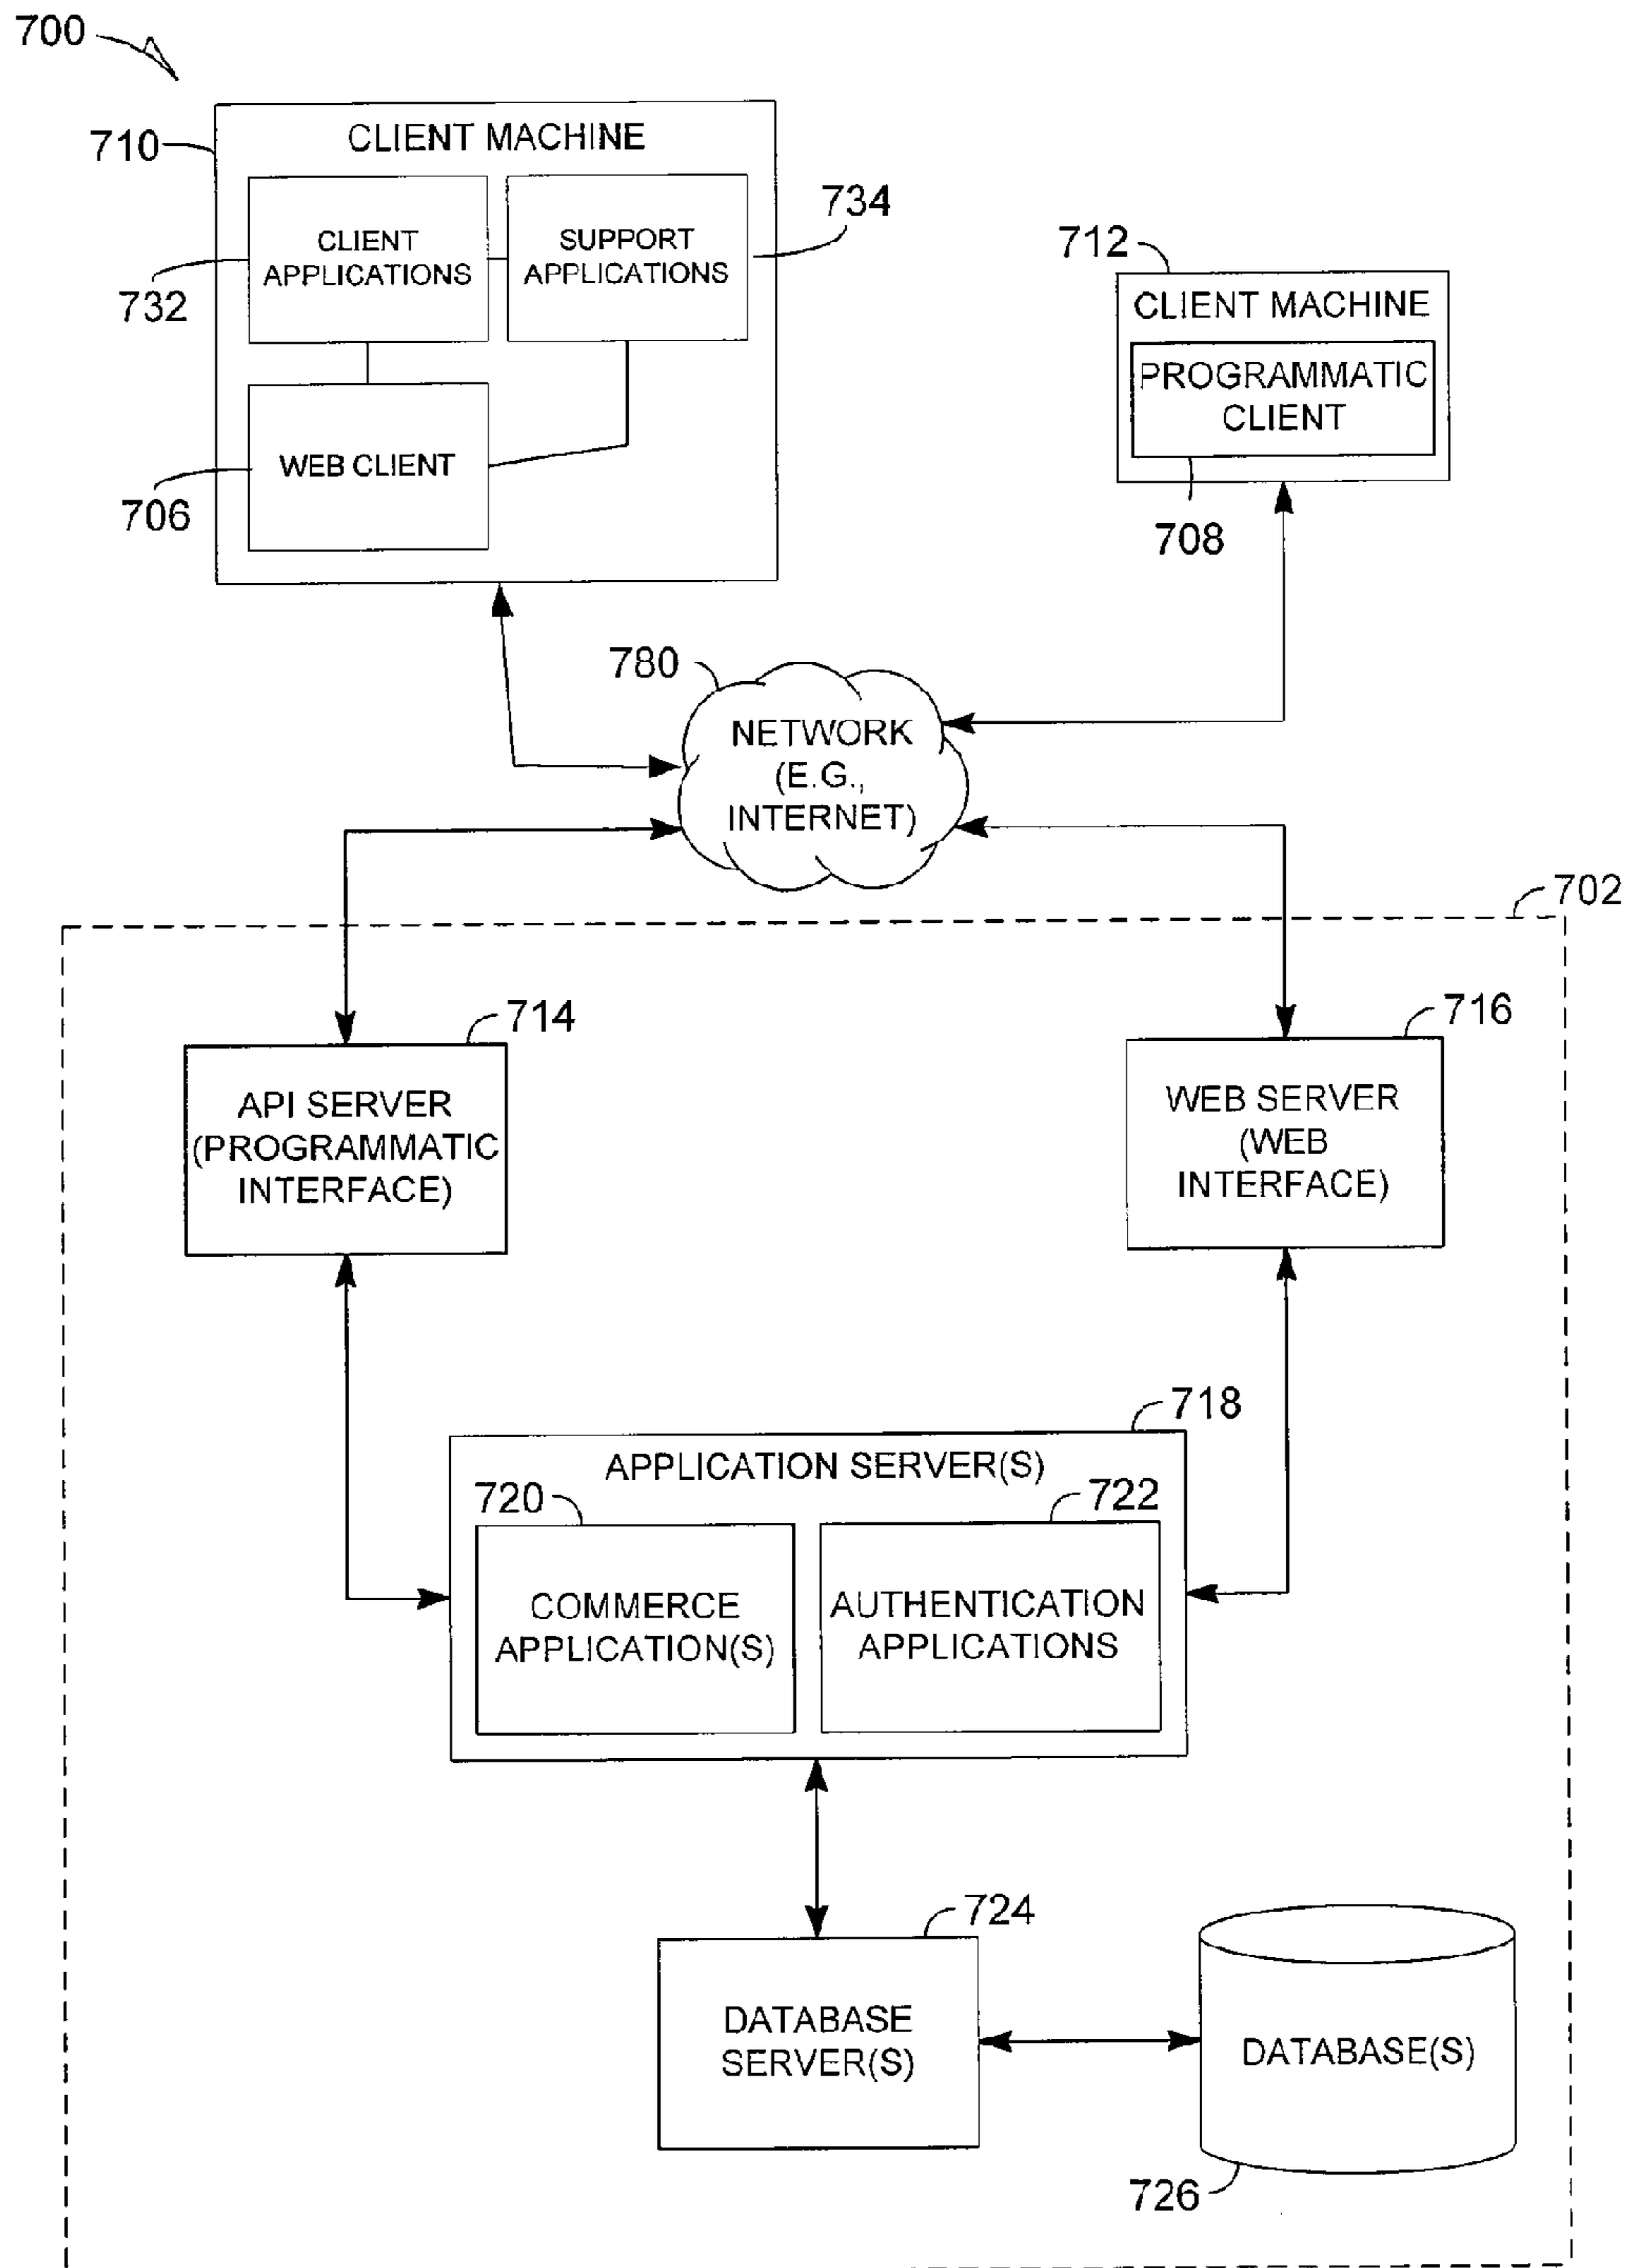 700
710
CLIENT MACHINE
CLIENT
APPLICATIONS
SUPPORT
APPLICATIONS
734
732
WEB CLIENT
706
712
CLIENT MACHINE
PROGRAMMATIC
CLIENT
708
780
NETWORK
(E.G.,
INTERNET)
702
714
API SERVER
(PROGRAMMATIC
INTERFACE)
716
WEB SERVER
(WEB
INTERFACE)
718
APPLICATION SERVER(S)
720
COMMERCE
APPLICATION(S)
722
AUTHENTICATION
APPLICATIONS
724
DATABASE
SERVER(S)
DATABASE(S)
726